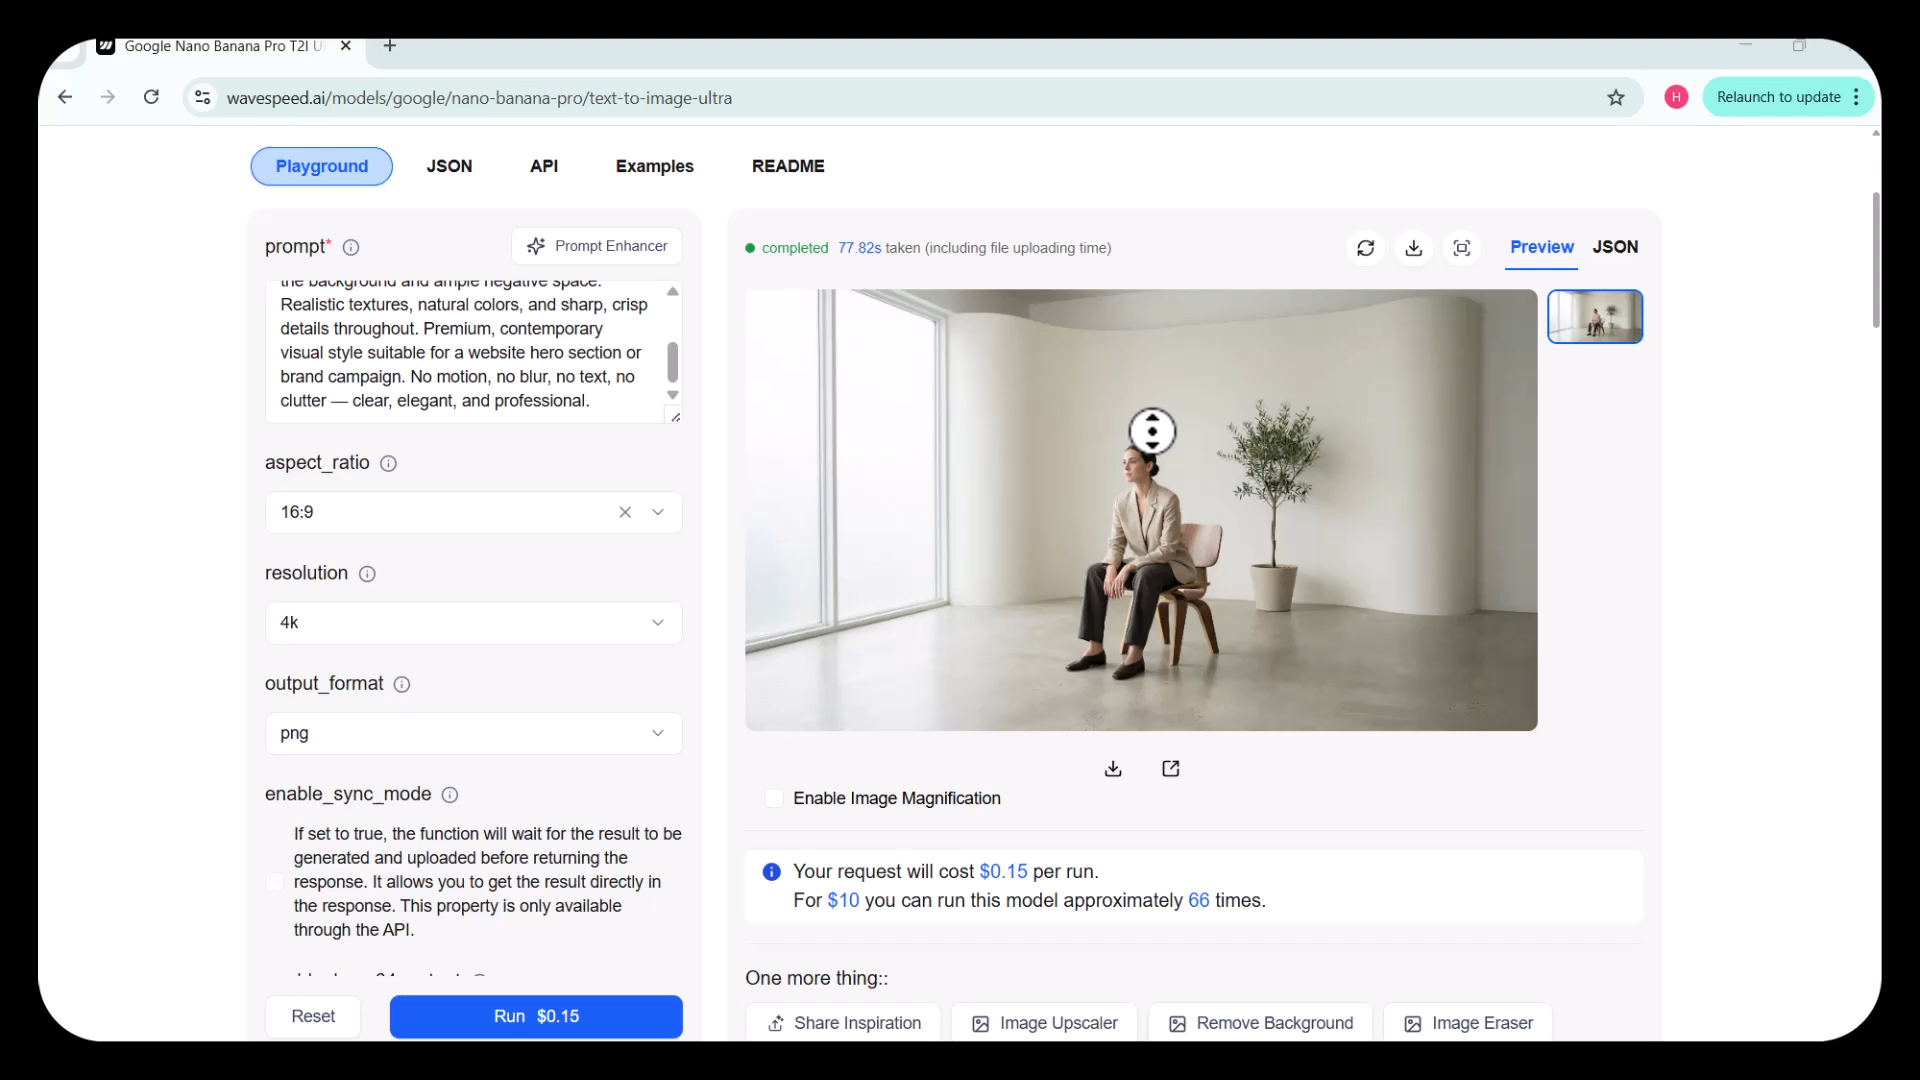 Google Nano Banana Pro T2I U
wavespeed.ai/models/google/nano-banana-pro/text-to-image-ultra
H
Relaunch to update
Playground
JSON
API
Examples
README
prompt*
Prompt Enhancer
the background and ample negative space.
Realistic textures, natural colors, and sharp, crisp
details throughout. Premium, contemporary
visual style suitable for a website hero section or
brand campaign. No motion, no blur, no text, no
clutter — clear, elegant, and professional.
aspect_ratio
16:9
resolution
4k
output_format
png
enable_sync_mode
If set to true, the function will wait for the result to be
generated and uploaded before returning the
response. It allows you to get the result directly in
the response. This property is only available
through the API.
Reset
Run $0.15
completed 77.82s taken (including file uploading time)
Preview
JSON
Enable Image Magnification
Your request will cost $0.15 per run.
For $10 you can run this model approximately 66 times.
One more thing::
Share Inspiration
Image Upscaler
Remove Background
Image Eraser